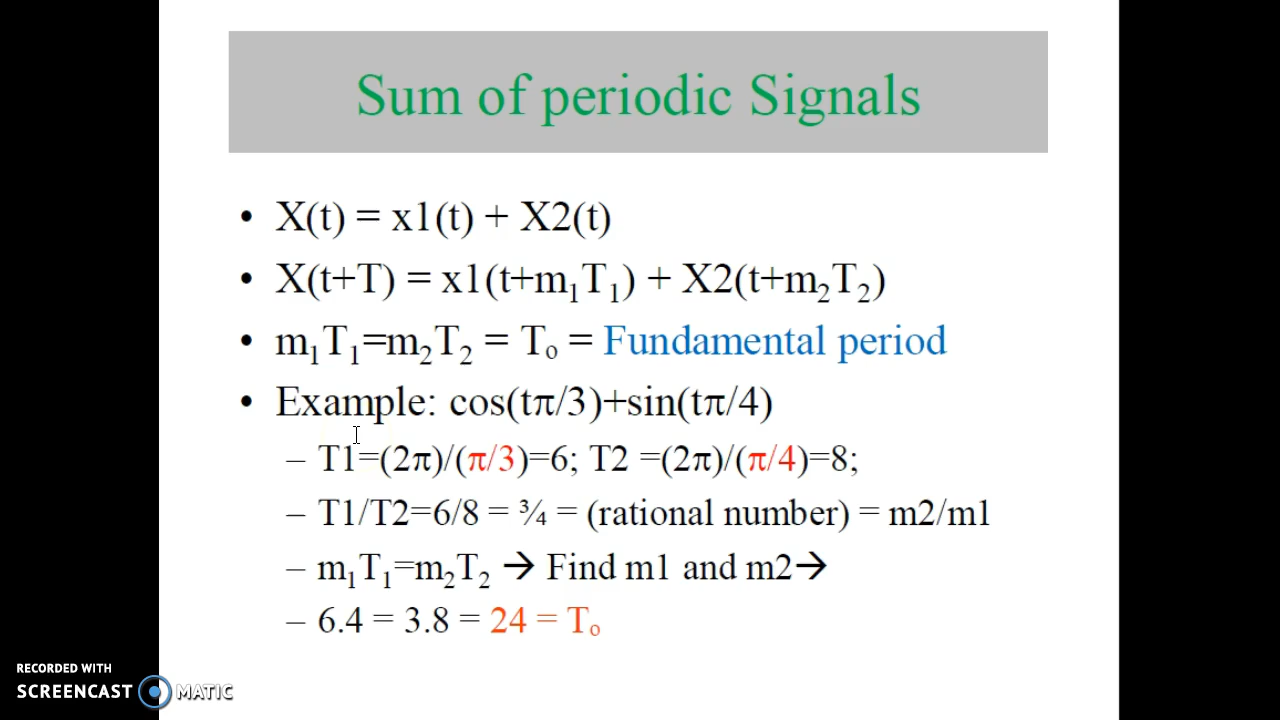 Sum of periodic Signals
• X(t) = x1(t) + X2(t)
• X(t+T) = x1(t+m₁T₁) + X2(t+m₂T₂)
• m₁T₁=m₂T₂ = Tₒ = Fundamental period
• Example: cos(tπ/3)+sin(tπ/4)
– T1=(2π)/(π/3)=6; T2 =(2π)/(π/4)=8;
– T1/T2=6/8 = ¾ = (rational number) = m2/m1
– m₁T₁=m₂T₂ → Find m1 and m2→
– 6.4 = 3.8 = 24 = Tₒ
RECORDED WITH
SCREENCAST MATIC